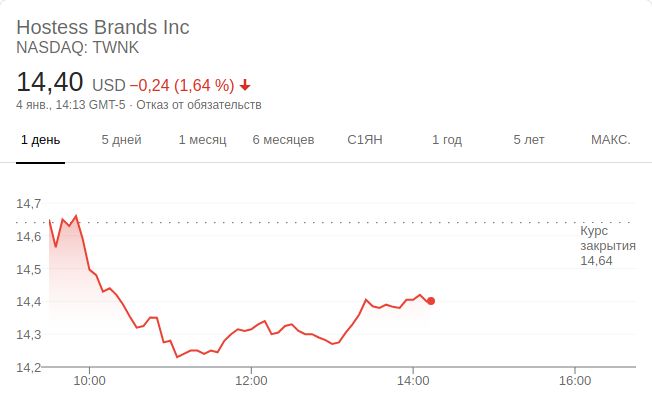 Hostess Brands Inc
NASDAQ: TWNK
14,40 USD −0,24 (1,64 %)
4 янв., 14:13 GMT-5 · Отказ от обязательств
1 день 5 дней 1 месяц 6 месяцев С1ЯН 1 год 5 лет МАКС.
14,7
14,6
14,5
14,4
14,3
14,2
Курс
закрытия
14,64
10:00 12:00 14:00 16:00